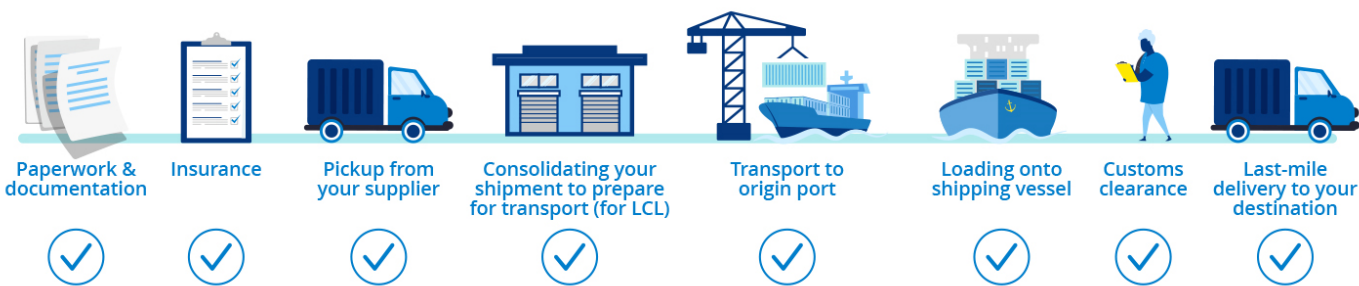 Paperwork &
documentation
Insurance
Pickup from
your supplier
Consolidating your
shipment to prepare
for transport (for LCL)
Transport to
origin port
Loading onto
shipping vessel
Customs
clearance
Last-mile
delivery to your
destination